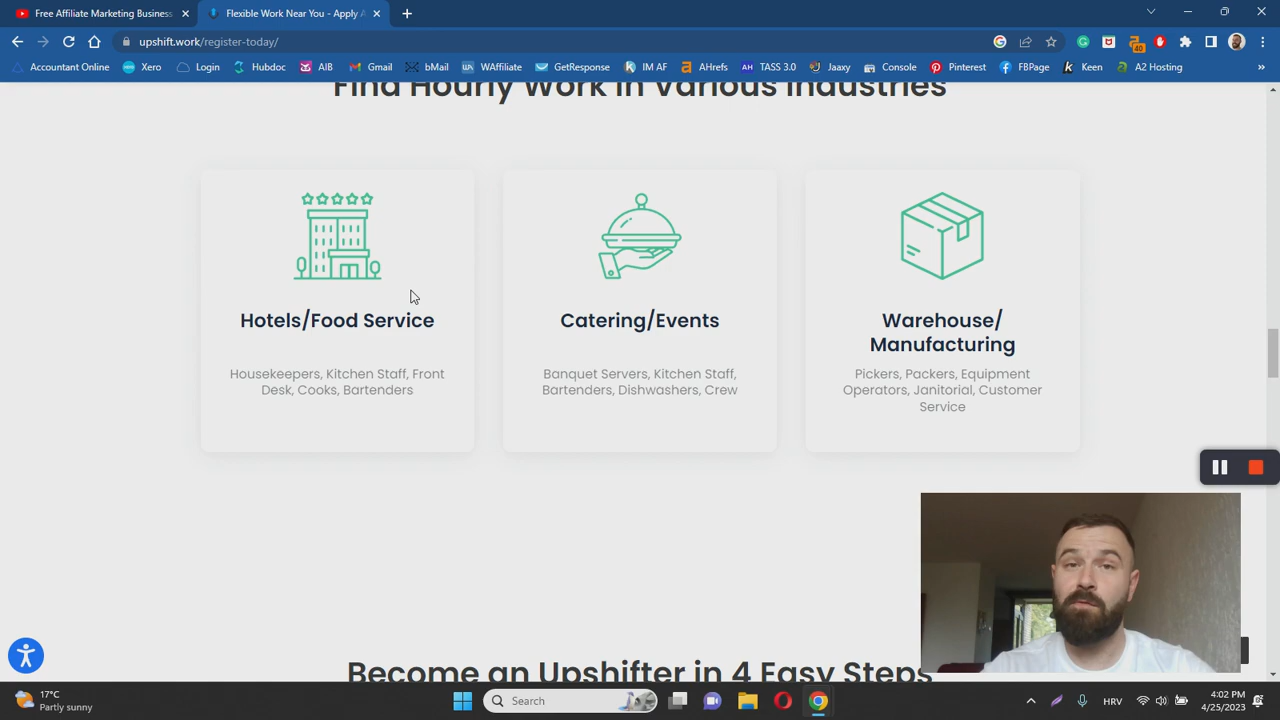 Free Affiliate Marketing Business
Flexible Work Near You - Apply A
upshift.work/register-today/
40
Accountant Online
Xero
Login
Hubdoc
AIB
Gmail
bMail
WAffiliate
GetResponse
IM AF
AHrefs
TASS 3.0
Jaaxy
Console
Pinterest
FBPage
Keen
A2 Hosting
»
Find Hourly Work in Various Industries
Hotels/Food Service
Housekeepers, Kitchen Staff, Front
Desk, Cooks, Bartenders
Catering/Events
Banquet Servers, Kitchen Staff,
Bartenders, Dishwashers, Crew
Warehouse/
Manufacturing
Pickers, Packers, Equipment
Operators, Janitorial, Customer
Service
Become an Upshifter in 4 Easy Steps
17°C
Partly sunny
Search
HRV
4:02 PM
4/25/2023